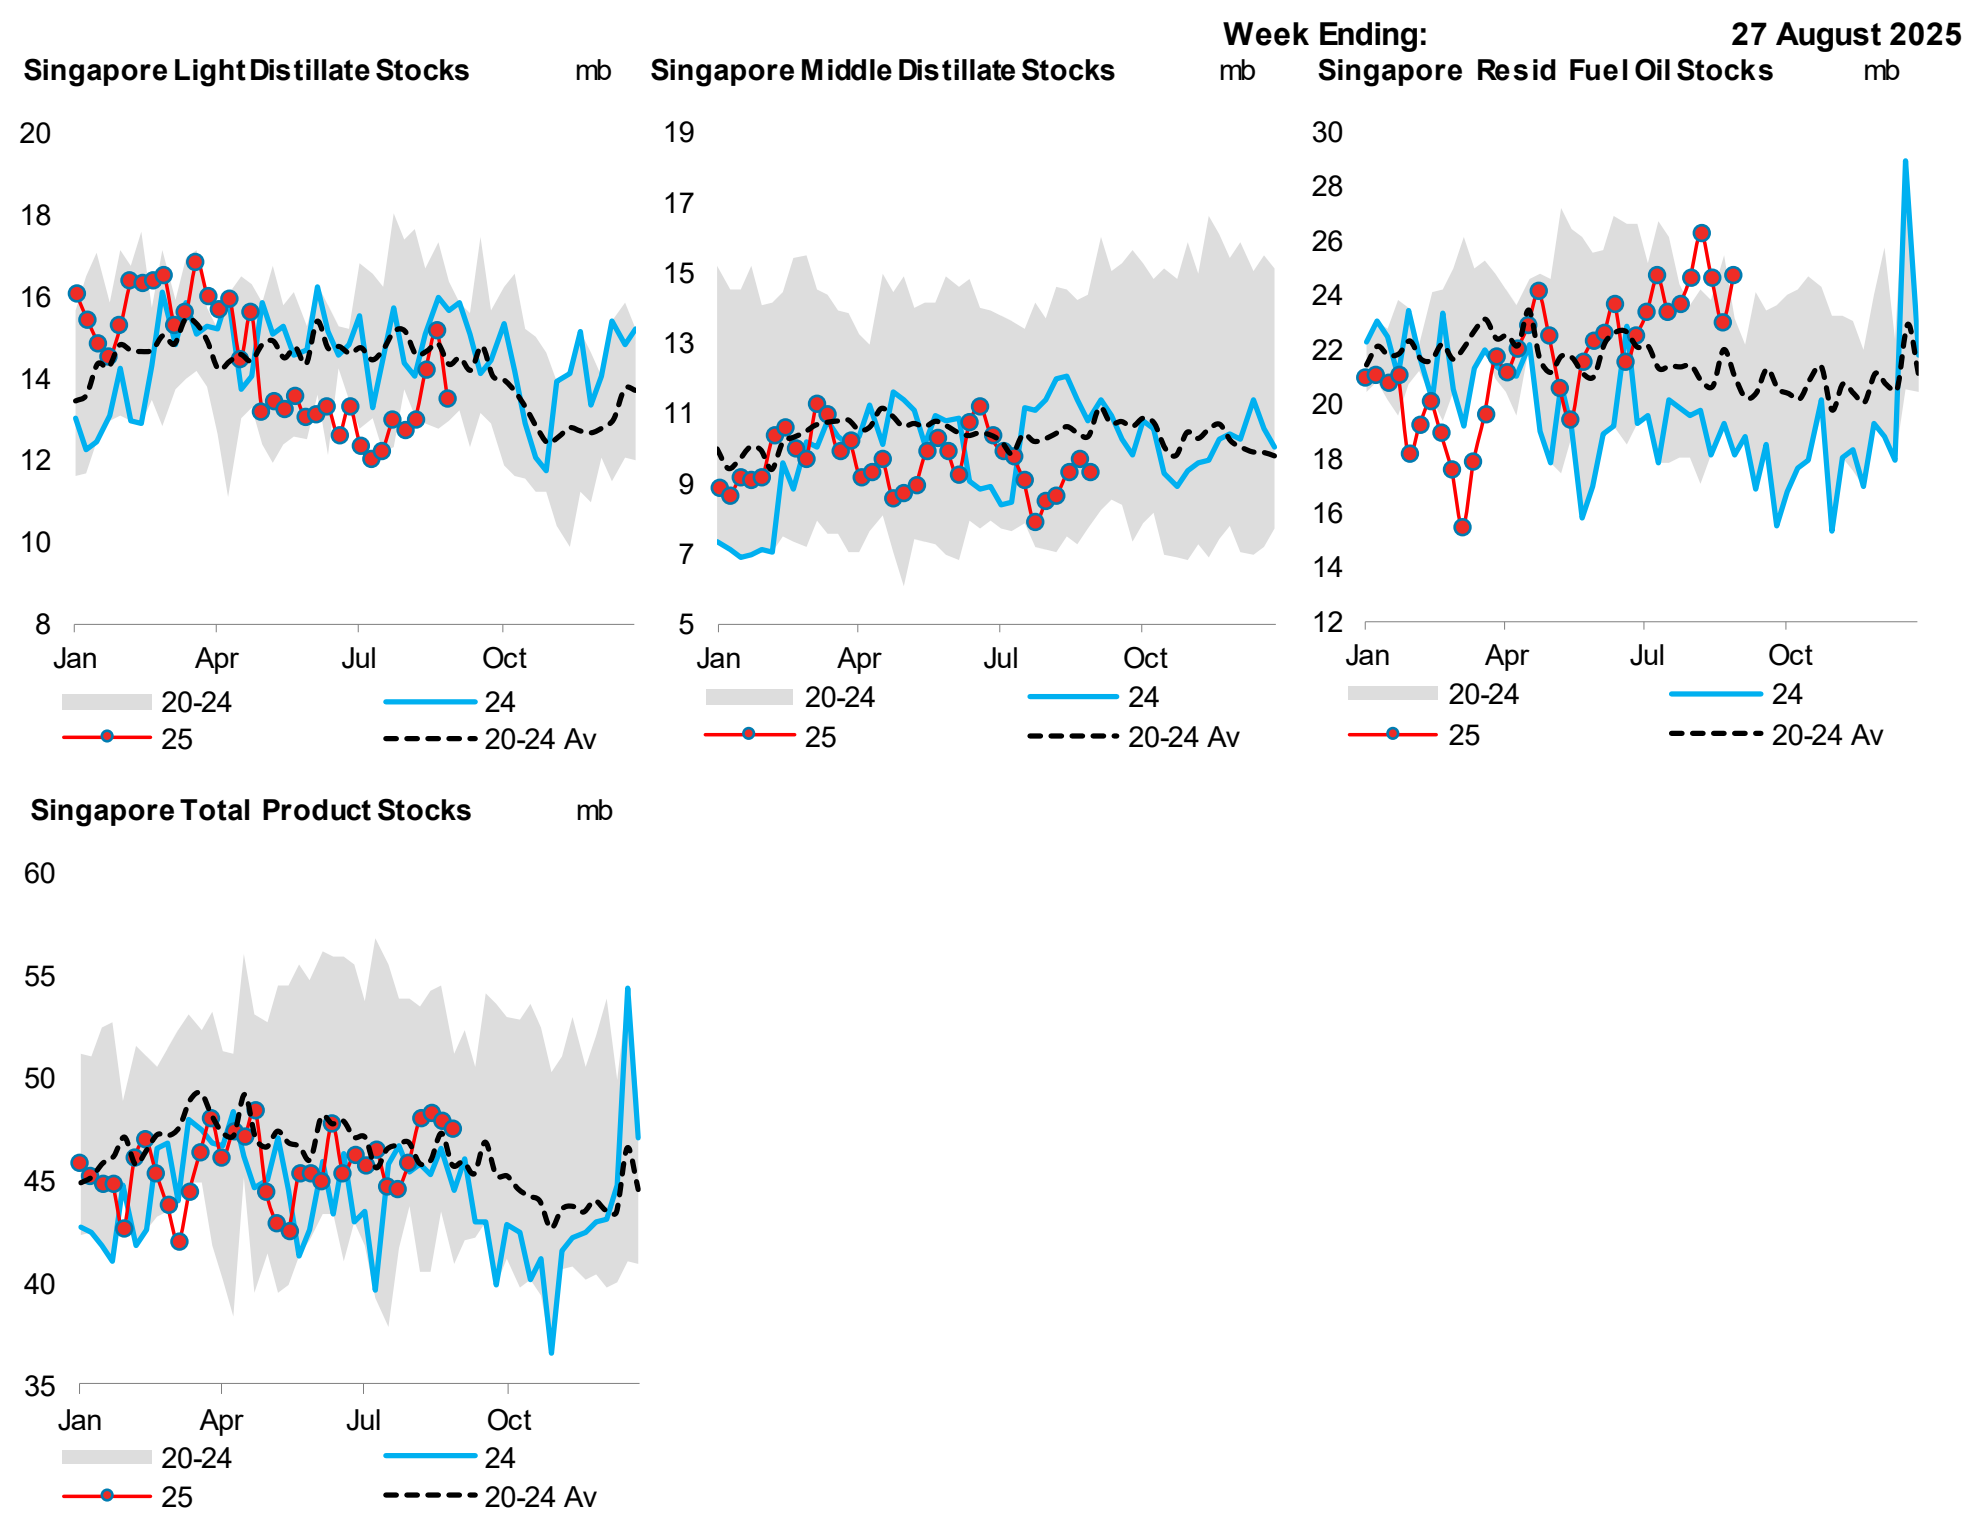 Week Ending: 27 August 2025
Singapore Light Distillate Stocks mb
20
18
16
14
12
10
8
Jan Apr Jul Oct
20-24 24
25 20-24 Av
Singapore Middle Distillate Stocks mb
19
17
15
13
11
9
7
5
Jan Apr Jul Oct
20-24 24
25 20-24 Av
Singapore Resid Fuel Oil Stocks mb
30
28
26
24
22
20
18
16
14
12
Jan Apr Jul Oct
20-24 24
25 20-24 Av
Singapore Total Product Stocks mb
60
55
50
45
40
35
Jan Apr Jul Oct
20-24 24
25 20-24 Av